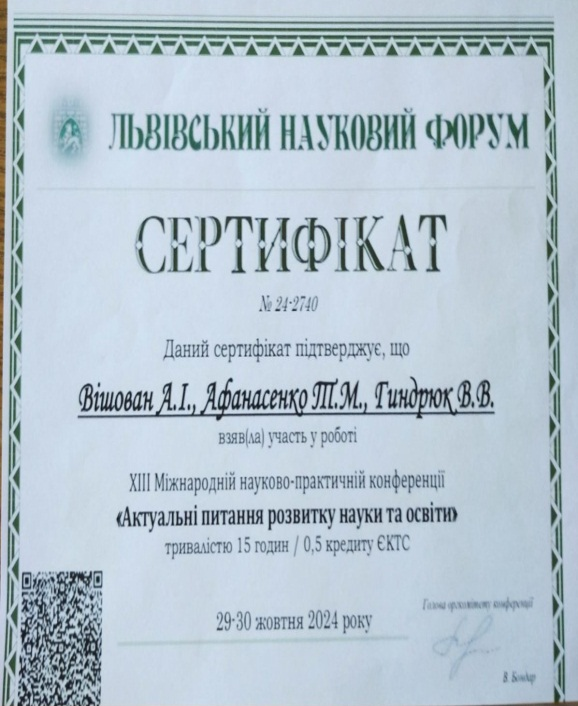 ЛЬВІВСЬКИЙ НАУКОВИЙ ФОРУМ
СЕРТИФІКАТ
№ 24-2740
Даний сертифікат підтверджує, що
Вішован А.І., Афанасенко Т.М., Гиндрюк В.В.
взяв(ла) участь у роботі
XIII Міжнародній науково-практичній конференції
«Актуальні питання розвитку науки та освіти»
тривалістю 15 годин / 0,5 кредиту ЄКТС
Голова оргкомітету конференції
29-30 жовтня 2024 року
В. Бондар